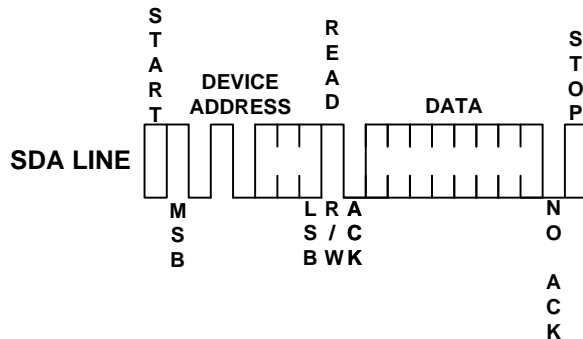 START
DEVICE
ADDRESS
READ
DATA
STOP
SDA LINE
MSB
LSB
R/W
ACK
NO ACK